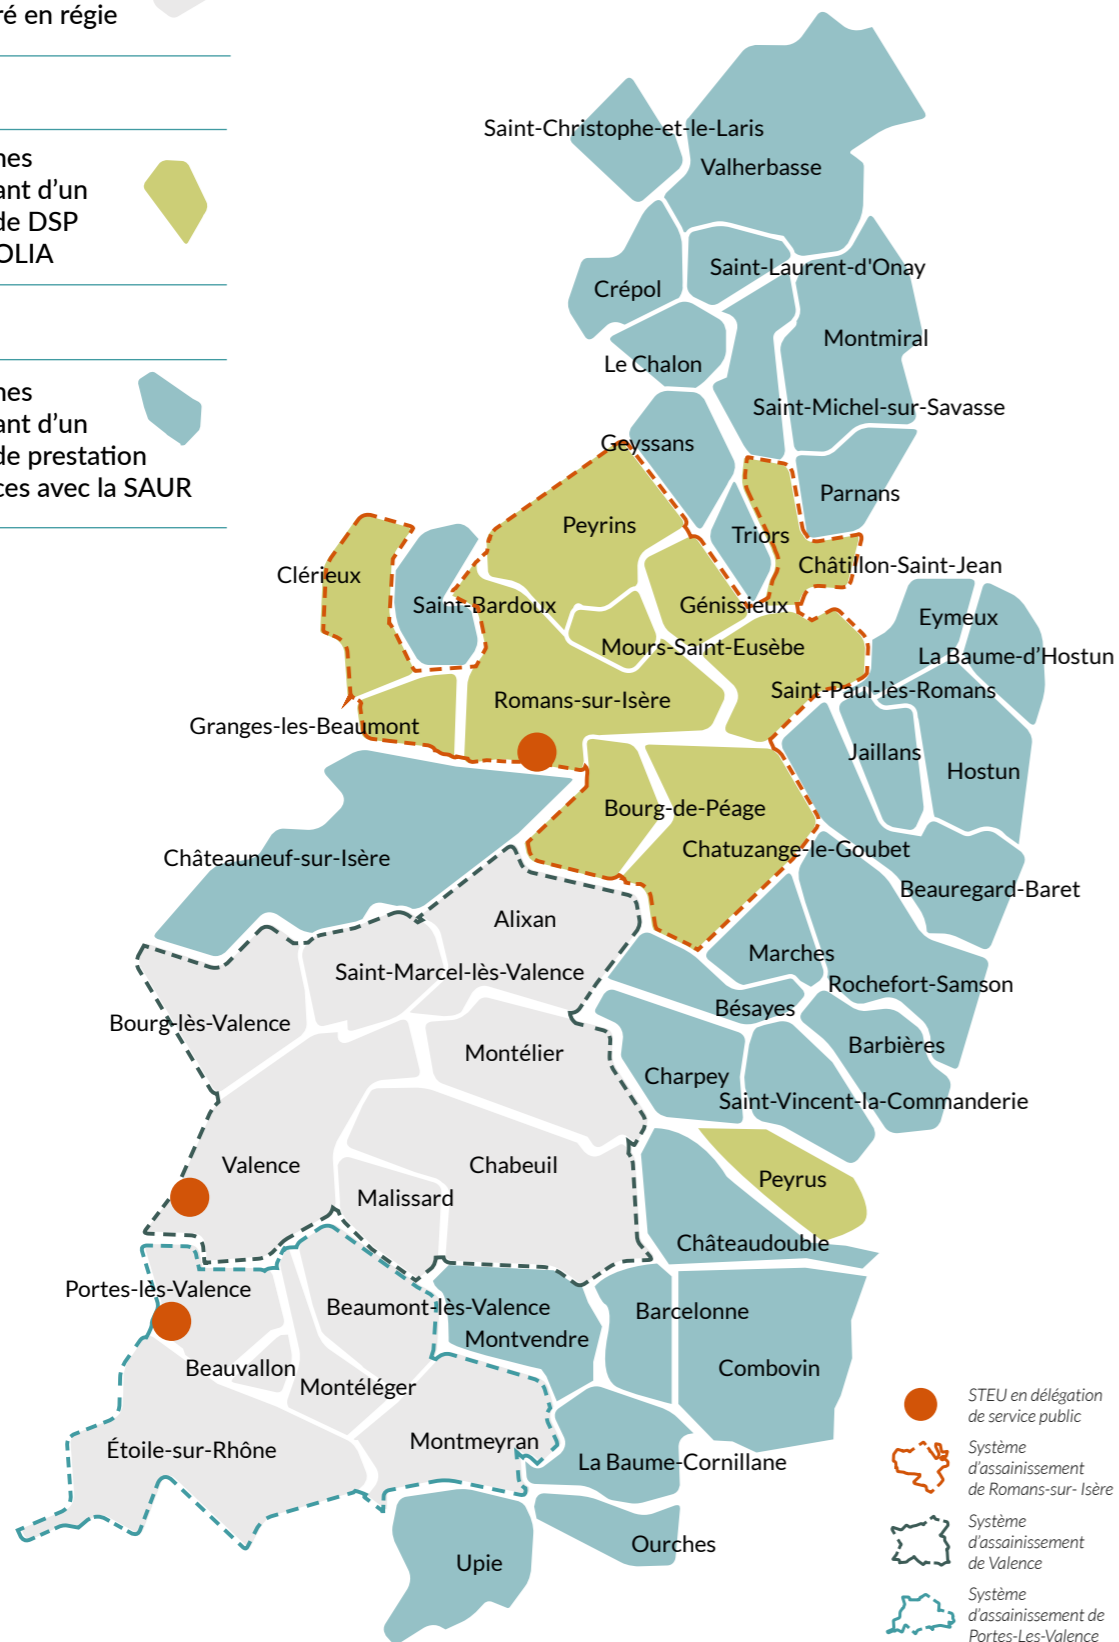 ré en régie
nes
ant d’un
de DSP
OLIA
nes
ant d’un
de prestation
ces avec la SAUR
Saint-Christophe-et-le-Laris
Valherbasse
Saint-Laurent-d'Onay
Crépol
Montmiral
Le Chalon
Saint-Michel-sur-Savasse
Geyssans
Parnans
Peyrins
Triors
Châtillon-Saint-Jean
Clérieux
Saint-Bardoux
Génissieux
Eymeux
Mours-Saint-Eusèbe
La Baume-d’Hostun
Saint-Paul-lès-Romans
Romans-sur-Isère
Granges-les-Beaumont
Jaillans
Hostun
Bourg-de-Péage
Chatuzange-le-Goubet
Châteauneuf-sur-Isère
Beauregard-Baret
Alixan
Marches
Saint-Marcel-lès-Valence
Rochefort-Samson
Bésayes
Bourg-lès-Valence
Barbières
Montélier
Charpey
Saint-Vincent-la-Commanderie
Valence
Chabeuil
Peyrus
Malissard
Châteaudouble
Portes-lès-Valence
Beaumont-lès-Valence
Barcelonne
Montvendre
Beauvallon
Combovin
Montéléger
Étoile-sur-Rhône
Montmeyran
La Baume-Cornillane
Ourches
Upie
STEU en délégation
de service public
Système
d’assainissement
de Romans-sur- Isère
Système
d’assainissement
de Valence
Système
d’assainissement de
Portes-Les-Valence